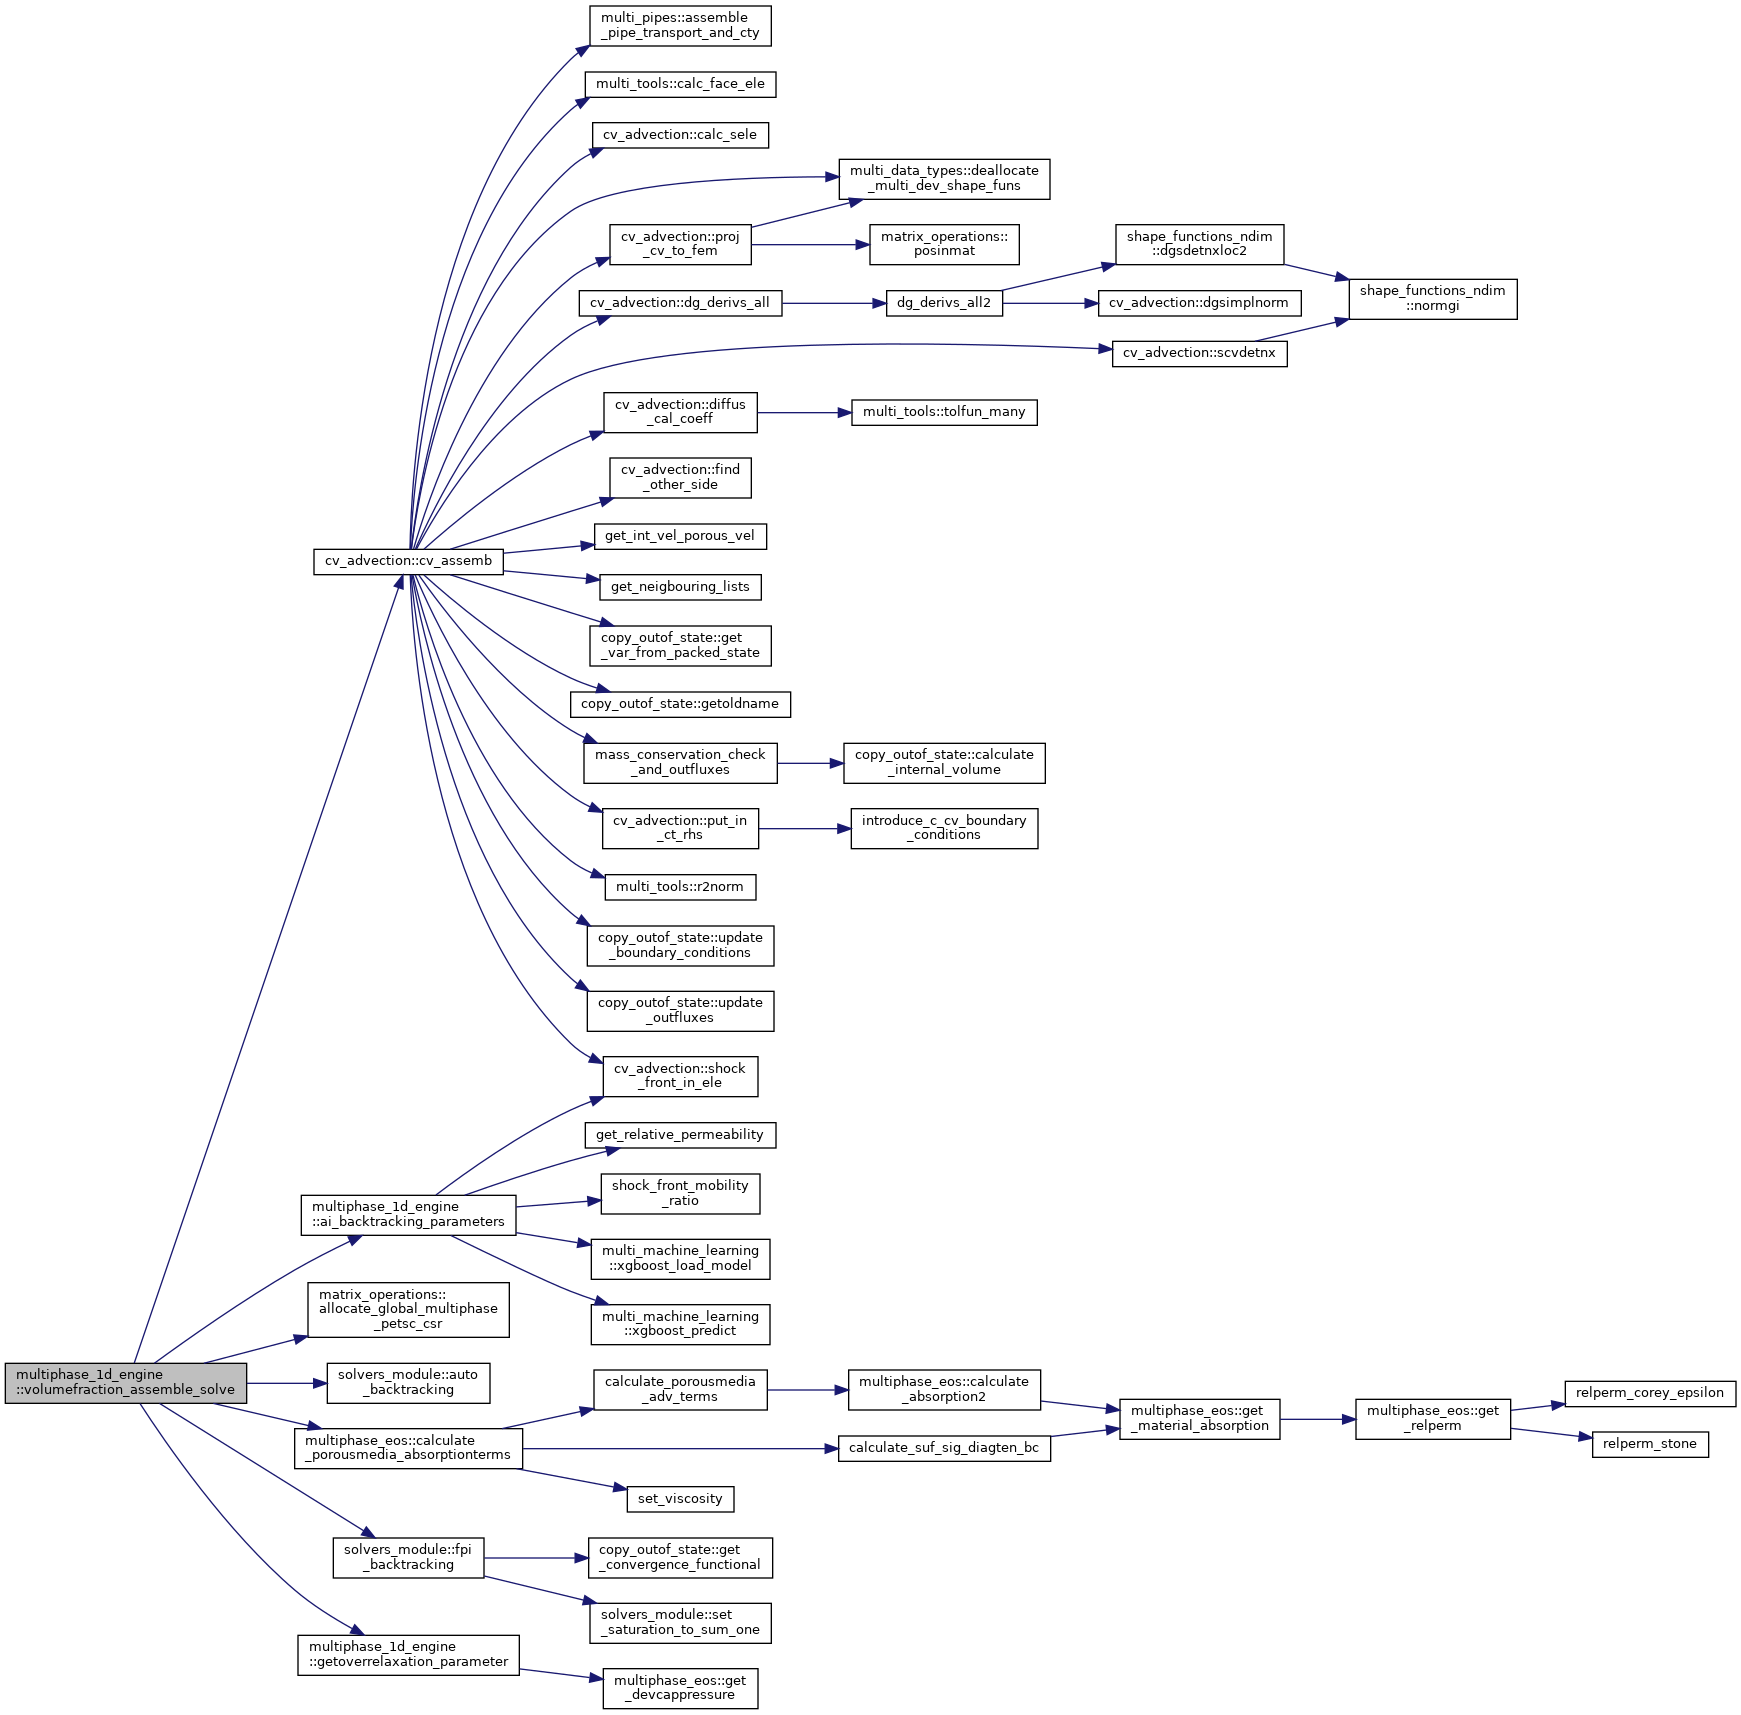 multi_pipes::assemble
_pipe_transport_and_cty
multi_tools::calc_face_ele
cv_advection::calc_sele
multi_data_types::deallocate
_multi_dev_shape_funs
cv_advection::proj
_cv_to_fem
matrix_operations::
posinmat
shape_functions_ndim
::dgsdetnxloc2
cv_advection::dg_derivs_all
dg_derivs_all2
cv_advection::dgsimplnorm
shape_functions_ndim
::normgi
cv_advection::scvdetnx
cv_advection::diffus
_cal_coeff
multi_tools::tolfun_many
cv_advection::find
_other_side
get_int_vel_porous_vel
cv_advection::cv_assemb
get_neigbouring_lists
copy_outof_state::get
_var_from_packed_state
copy_outof_state::getoldname
mass_conservation_check
_and_outfluxes
copy_outof_state::calculate
_internal_volume
cv_advection::put_in
_ct_rhs
introduce_c_cv_boundary
_conditions
multi_tools::r2norm
copy_outof_state::update
_boundary_conditions
copy_outof_state::update
_outfluxes
cv_advection::shock
_front_in_ele
get_relative_permeability
multiphase_1d_engine
::ai_backtracking_parameters
shock_front_mobility
_ratio
multi_machine_learning
::xgboost_load_model
multi_machine_learning
::xgboost_predict
matrix_operations::
allocate_global_multiphase
_petsc_csr
multiphase_1d_engine
::volumefraction_assemble_solve
solvers_module::auto
_backtracking
calculate_porousmedia
_adv_terms
multiphase_eos::calculate
_absorption2
multiphase_eos::get
_material_absorption
multiphase_eos::get
_relperm
relperm_corey_epsilon
relperm_stone
multiphase_eos::calculate
_porousmedia_absorptionterms
calculate_suf_sig_diagten_bc
set_viscosity
solvers_module::fpi
_backtracking
copy_outof_state::get
_convergence_functional
solvers_module::set
_saturation_to_sum_one
multiphase_1d_engine
::getoverrelaxation_parameter
multiphase_eos::get
_devcappressure